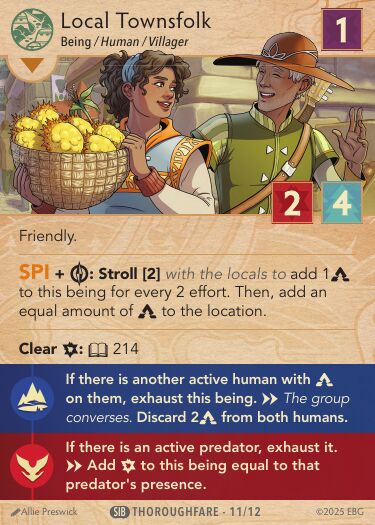 Local Townsfolk
Being / Human / Villager
1
2 4
Friendly.
SPI + : Stroll [2] with the locals to add 1
to this being for every 2 effort. Then, add an
equal amount of to the location.
Clear : 214
If there is another active human with
on them, exhaust this being. The group
converses. Discard 2 from both humans.
If there is an active predator, exhaust it.
Add to this being equal to that
predator's presence.
Allie Preswick SIB THOROUGHFARE · 11/12 ©2025 EBG